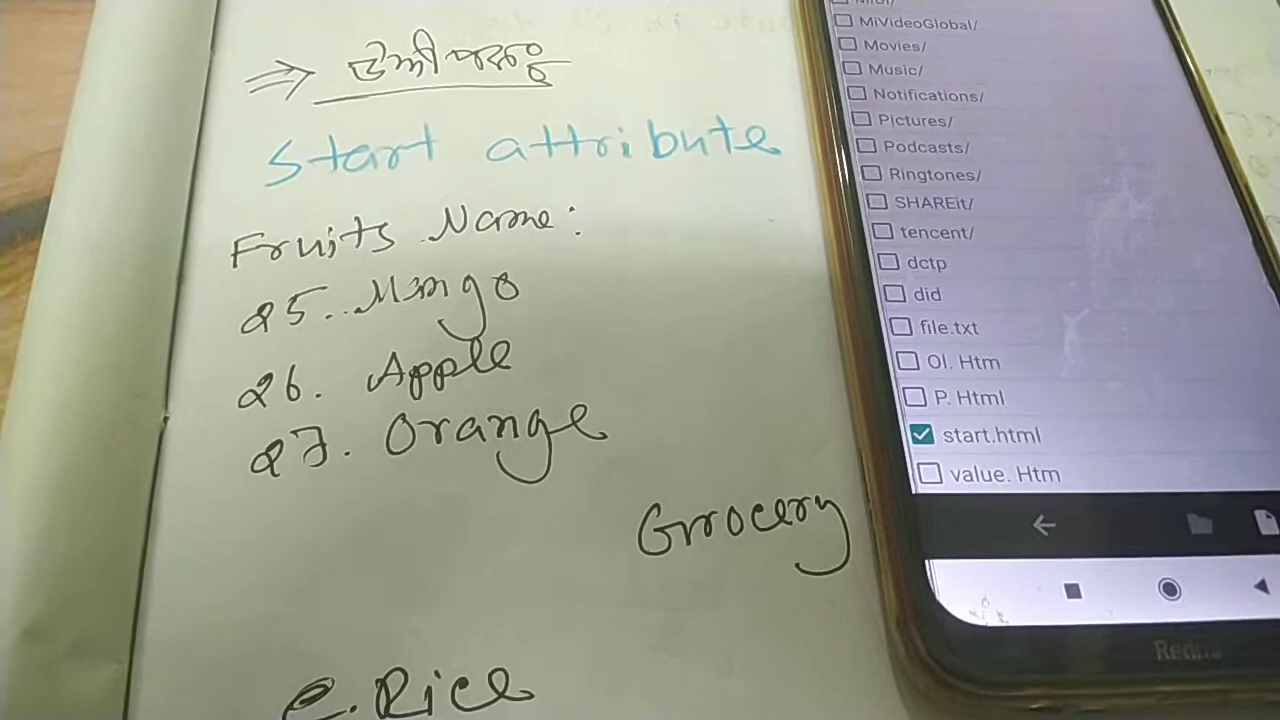 ⇒
Start attribute
Fruits Name:
25. Mango
26. Apple
27. Orange
Grocery
e. Rice
MiVideoGlobal/
Movies/
Music/
Notifications/
Pictures/
Podcasts/
Ringtones/
SHAREit/
tencent/
dctp
did
file.txt
Ol. Htm
P. Html
start.html
value. Htm
Redmi